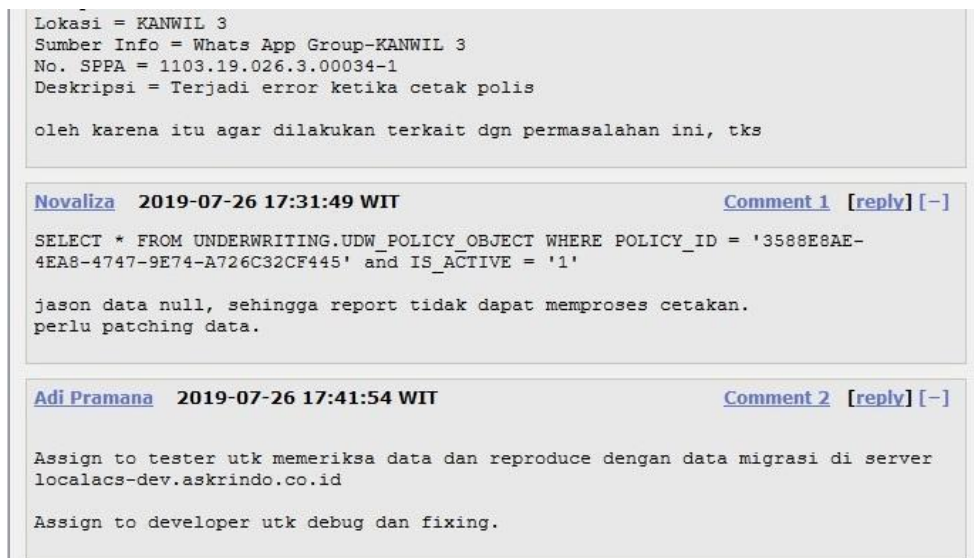 Lokasi = KANWIL 3
Sumber Info = Whats App Group-KANWIL 3
No. SPPA = 1103.19.026.3.00034-1
Deskripsi = Terjadi error ketika cetak polis
oleh karena itu agar dilakukan terkait dgn permasalahan ini, tks
Novaliza 2019-07-26 17:31:49 WIT Comment 1 [reply] [−]
SELECT * FROM UNDERWRITING.UDW_POLICY_OBJECT WHERE POLICY_ID = '3588E8AE-
4EA8-4747-9E74-A726C32CF445' and IS_ACTIVE = '1'
jason data null, sehingga report tidak dapat memproses cetakan.
perlu patching data.
Adi Pramana 2019-07-26 17:41:54 WIT Comment 2 [reply] [−]
Assign to tester utk memeriksa data dan reproduce dengan data migrasi di server
localacs-dev.askrindo.co.id
Assign to developer utk debug dan fixing.